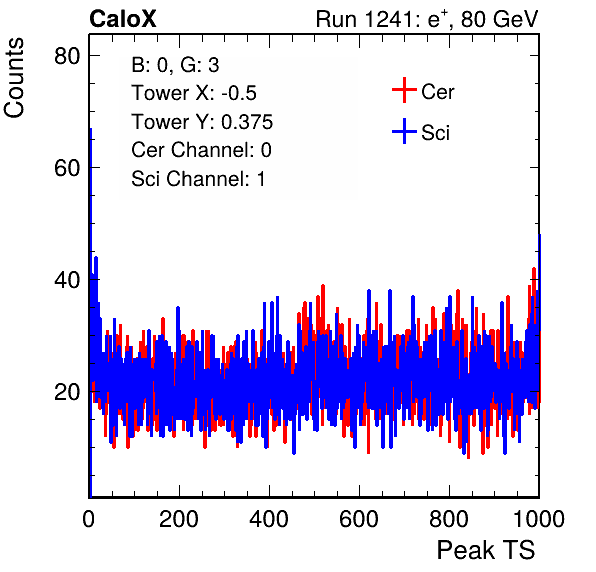 CaloX Run 1241: e⁺, 80 GeV
Counts
80
60
40
20
B: 0, G: 3
Tower X: -0.5
Tower Y: 0.375
Cer Channel: 0
Sci Channel: 1
Cer
Sci
0 200 400 600 800 1000
Peak TS